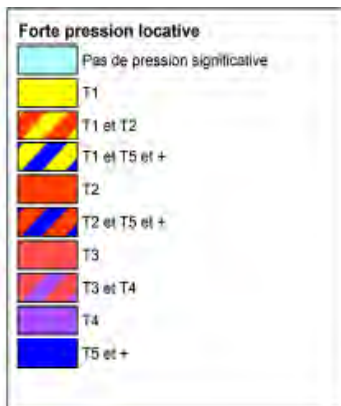 Forte pression locative
Pas de pression significative
T1
T1 et T2
T1 et T5 et +
T2
T2 et T5 et +
T3
T3 et T4
T4
T5 et +